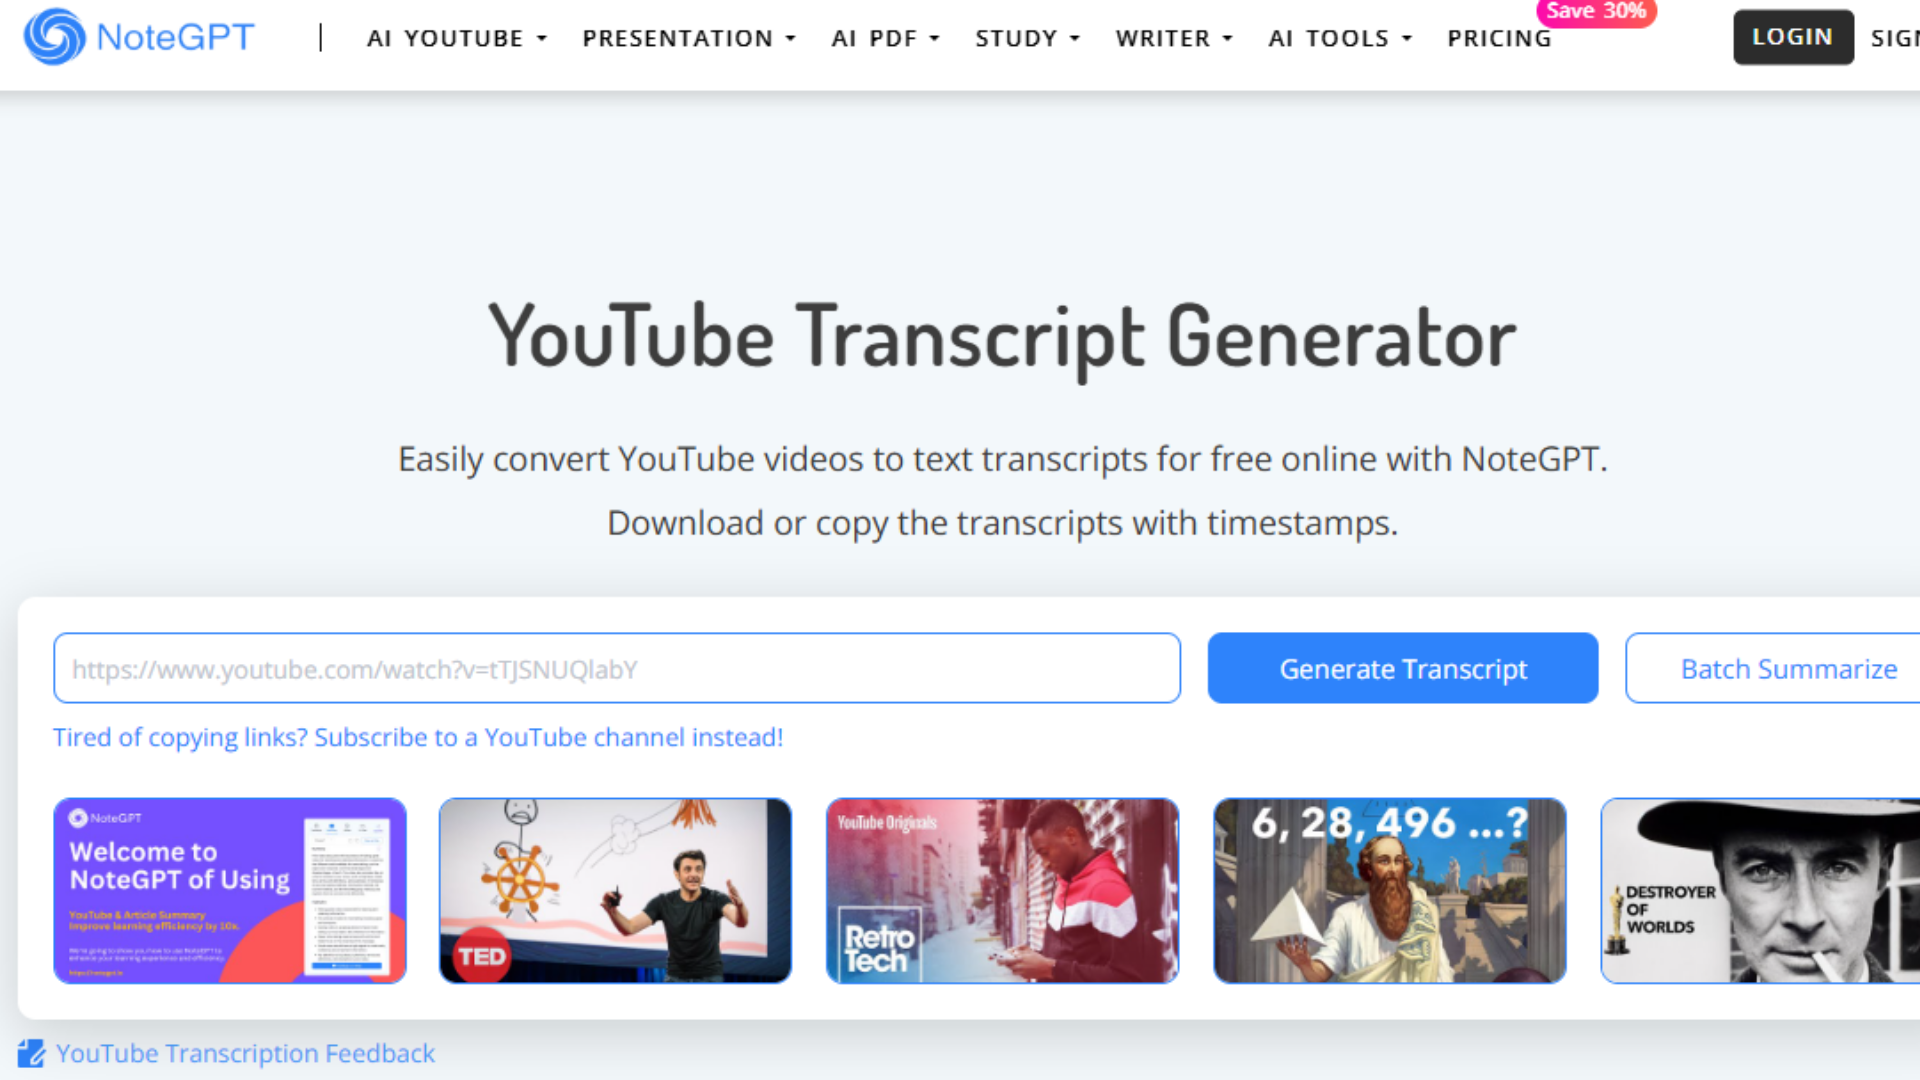 NoteGPT | AI YOUTUBE PRESENTATION AI PDF STUDY WRITER AI TOOLS PRICING Save 30% LOGIN SIGN
YouTube Transcript Generator
Easily convert YouTube videos to text transcripts for free online with NoteGPT.
Download or copy the transcripts with timestamps.
https://www.youtube.com/watch?v=tTJSNUQlabY Generate Transcript Batch Summarize
Tired of copying links? Subscribe to a YouTube channel instead!
NoteGPT
Welcome to
NoteGPT of Using
YouTube & Article Summary
Improve learning efficiency by 10x.
TED
YouTube Originals
Retro
Tech
6, 28, 496 ...?
DESTROYER
OF
WORLDS
YouTube Transcription Feedback